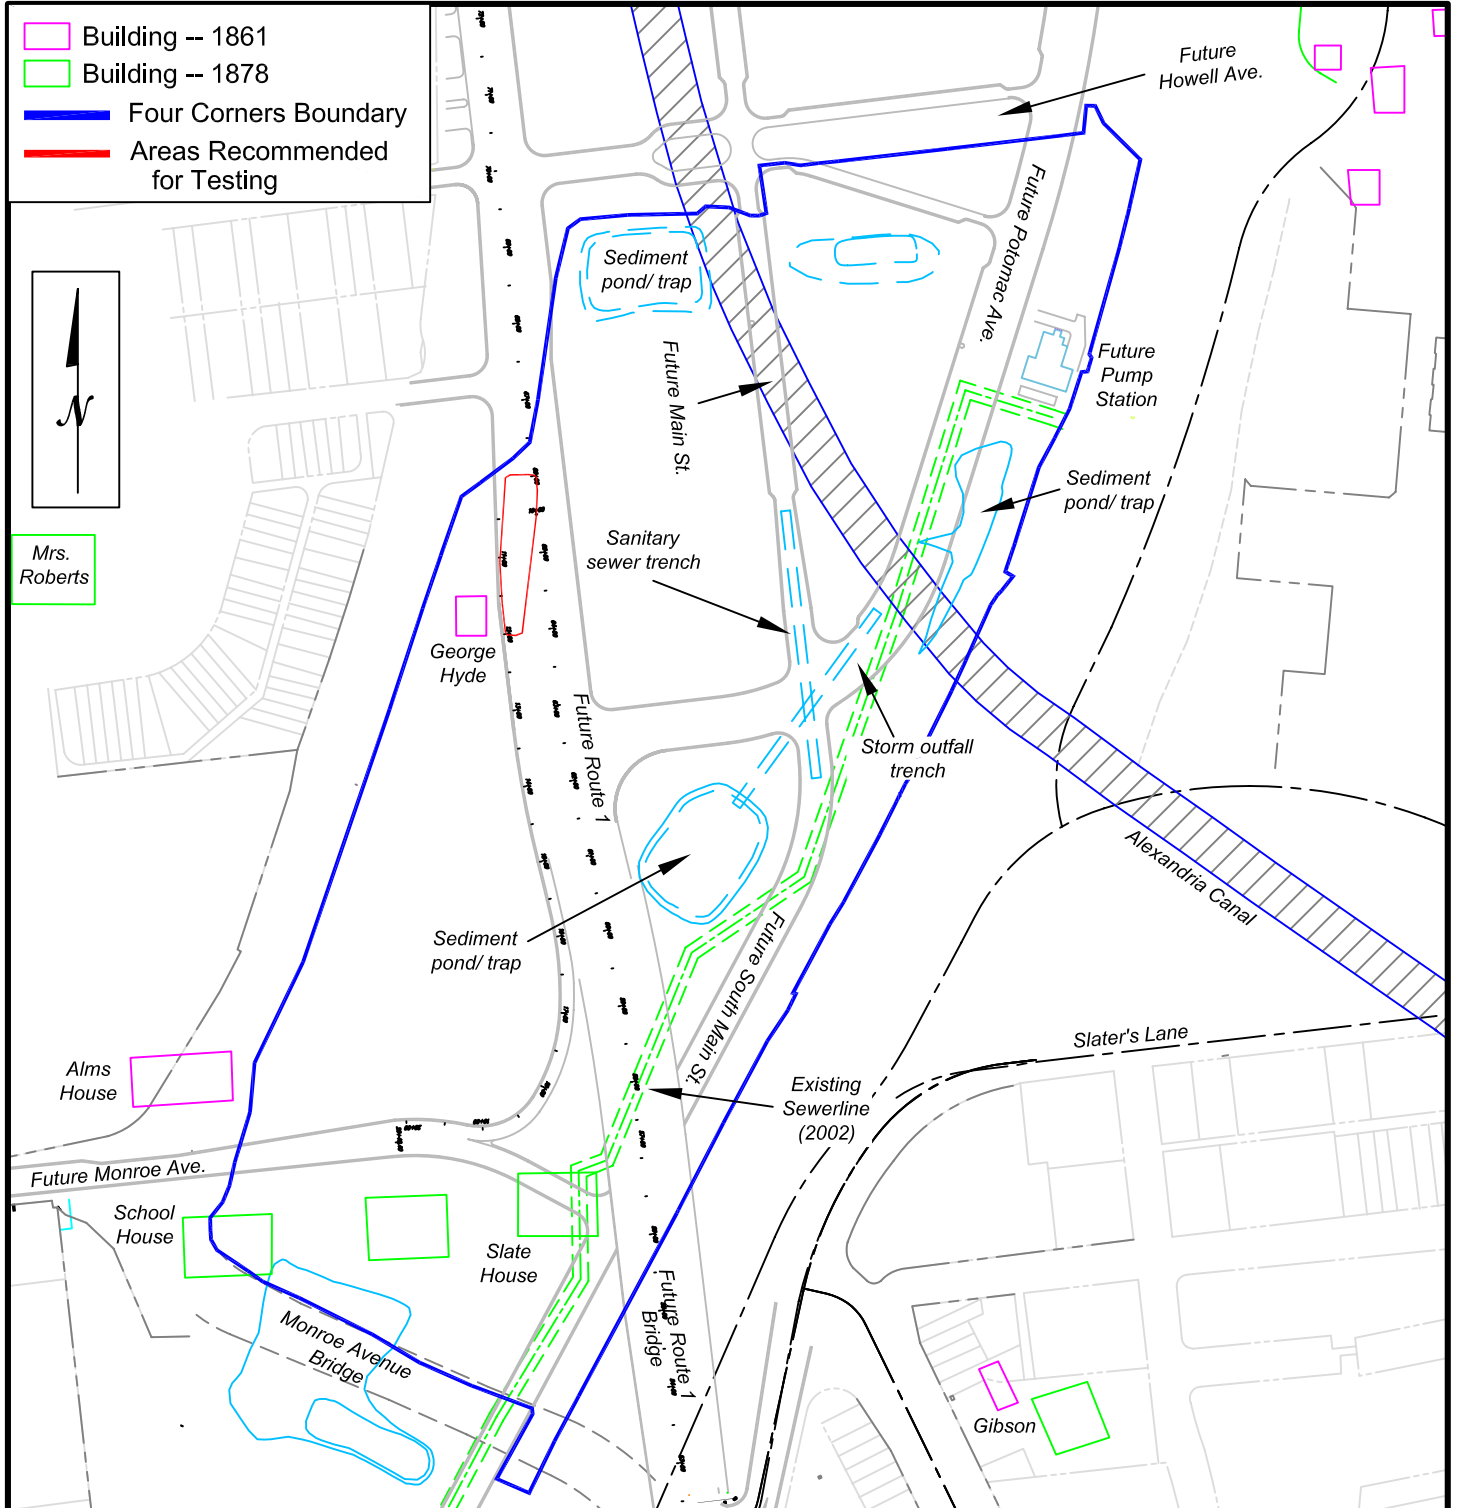 Building -- 1861
Building -- 1878
Four Corners Boundary
Areas Recommended
for Testing
N
Future
Howell Ave.
Future Potomac Ave.
Sediment
pond/ trap
Future Main St.
Future
Pump
Station
Sediment
pond/ trap
Sanitary
sewer trench
Mrs.
Roberts
George
Hyde
Future Route 1
Storm outfall
trench
Alexandria Canal
Sediment
pond/ trap
Future South Main St.
Slater's Lane
Alms
House
Existing
Sewerline
(2002)
Future Monroe Ave.
School
House
Slate
House
Future Route 1
Bridge
Monroe Avenue
Bridge
Gibson